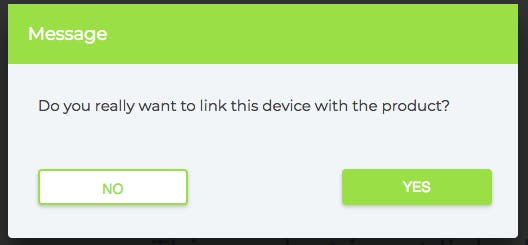 Message
Do you really want to link this device with the product?
NO
YES